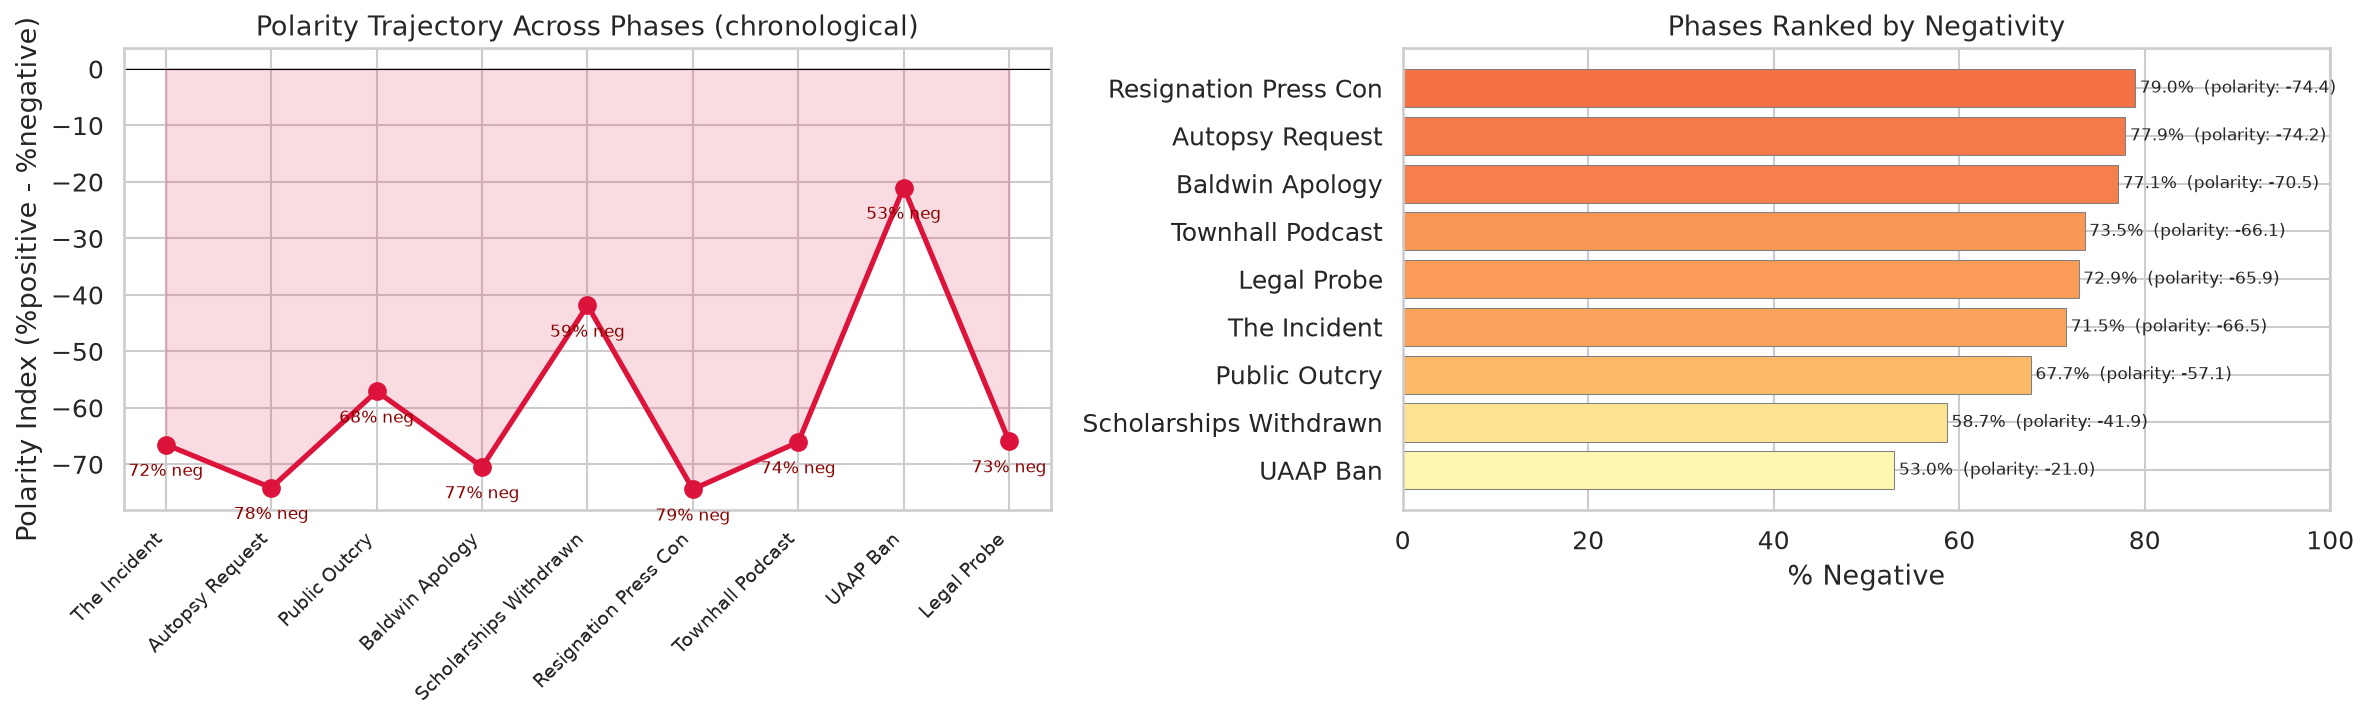 Polarity Trajectory Across Phases (chronological)
Polarity Index (%positive - %negative)
0
−10
−20
−30
−40
−50
−60
−70
72% neg
78% neg
68% neg
77% neg
59% neg
79% neg
74% neg
53% neg
73% neg
The Incident
Autopsy Request
Public Outcry
Baldwin Apology
Scholarships Withdrawn
Resignation Press Con
Townhall Podcast
UAAP Ban
Legal Probe
Phases Ranked by Negativity
Resignation Press Con 79.0% (polarity: -74.4)
Autopsy Request 77.9% (polarity: -74.2)
Baldwin Apology 77.1% (polarity: -70.5)
Townhall Podcast 73.5% (polarity: -66.1)
Legal Probe 72.9% (polarity: -65.9)
The Incident 71.5% (polarity: -66.5)
Public Outcry 67.7% (polarity: -57.1)
Scholarships Withdrawn 58.7% (polarity: -41.9)
UAAP Ban 53.0% (polarity: -21.0)
0 20 40 60 80 100
% Negative